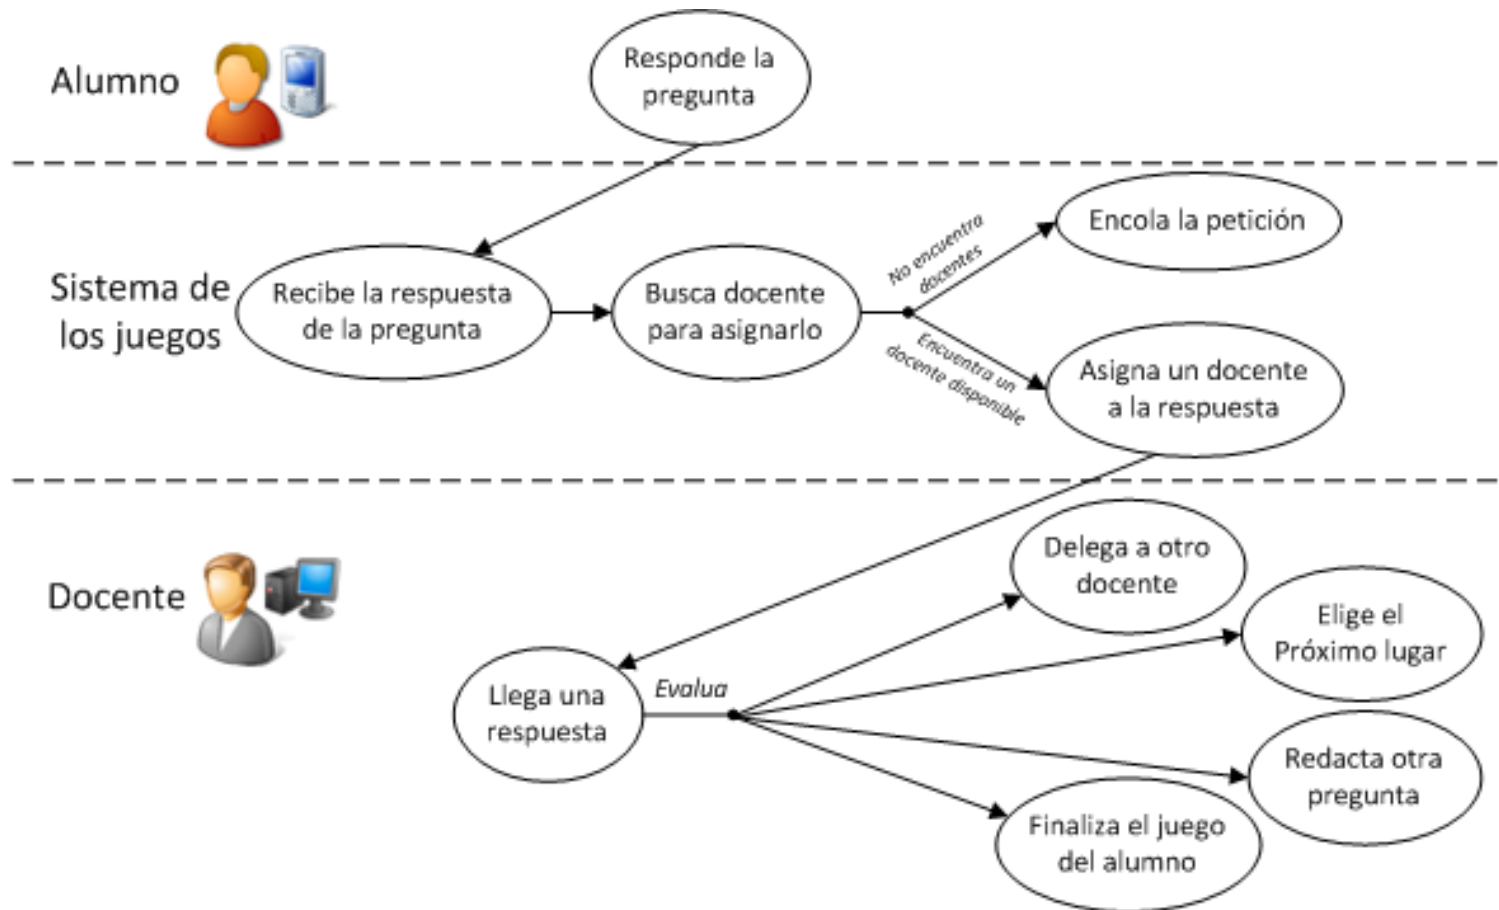 Alumno
Responde la
pregunta
Sistema de
los juegos
Recibe la respuesta
de la pregunta
Busca docente
para asignarlo
No encuentra
docentes
Encola la petición
Encuentra un
docente disponible
Asigna un docente
a la respuesta
Docente
Llega una
respuesta
Evalua
Delega a otro
docente
Elige el
Próximo lugar
Redacta otra
pregunta
Finaliza el juego
del alumno